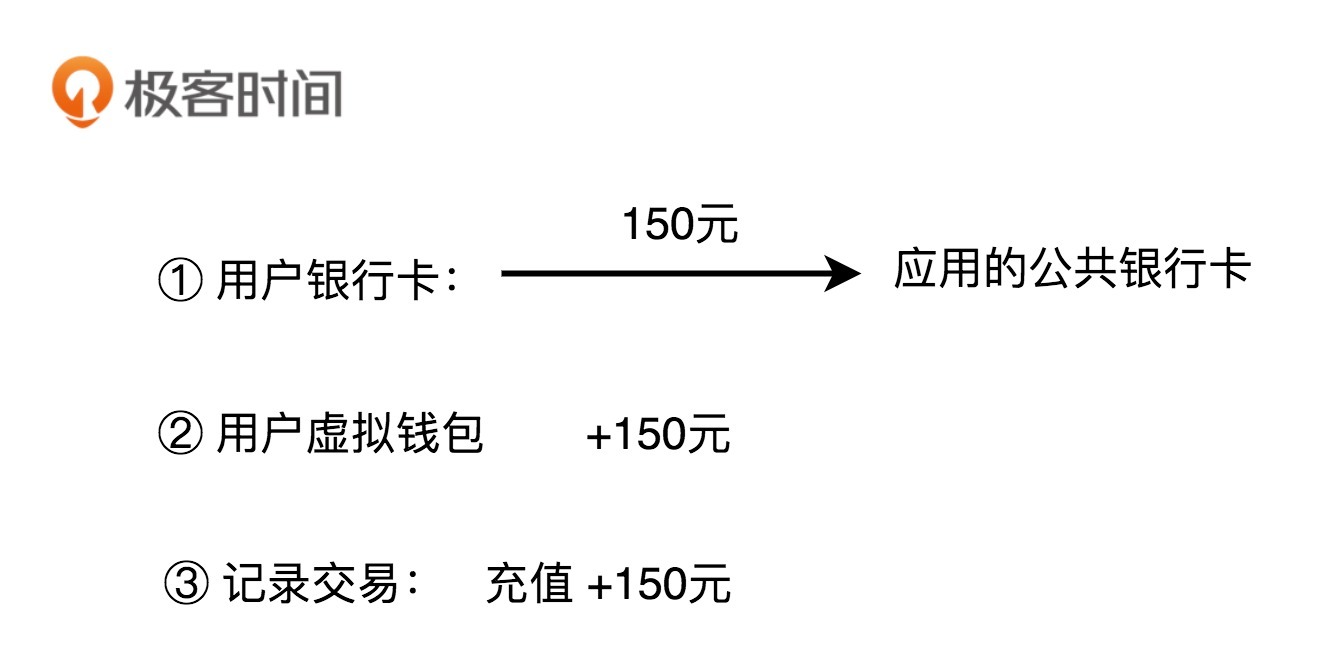 极客时间
150元
① 用户银行卡： 应用的公共银行卡
② 用户虚拟钱包 +150元
③ 记录交易： 充值 +150元